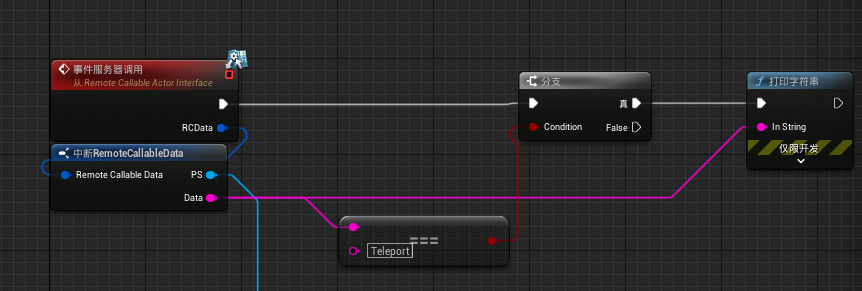 事件服务器调用
从 Remote Callable Actor Interface
RCData
中断RemoteCallableData
Remote Callable Data
PS
Data
===
Teleport
分支
真
Condition
False
f 打印字符串
In String
仅限开发